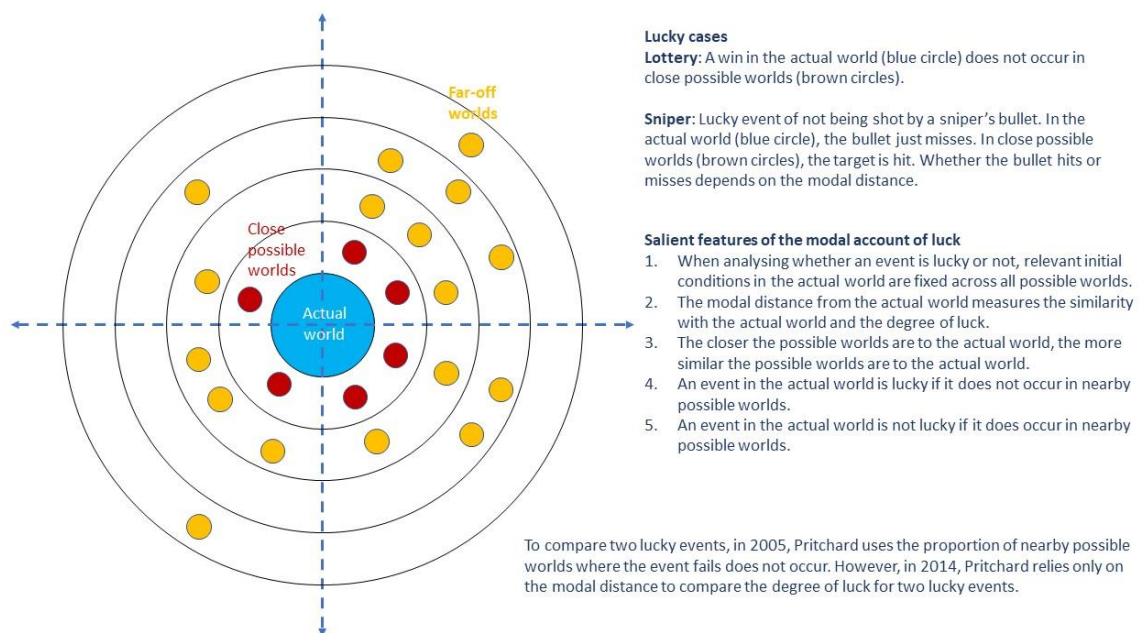 Far-off
worlds
Close
possible
worlds
Actual
world
Lucky cases
Lottery: A win in the actual world (blue circle) does not occur in
close possible worlds (brown circles).
Sniper: Lucky event of not being shot by a sniper's bullet. In the
actual world (blue circle), the bullet just misses. In close possible
worlds (brown circles), the target is hit. Whether the bullet hits or
misses depends on the modal distance.
Salient features of the modal account of luck
1. When analysing whether an event is lucky or not, relevant initial
conditions in the actual world are fixed across all possible worlds.
2. The modal distance from the actual world measures the similarity
with the actual world and the degree of luck.
3. The closer the possible worlds are to the actual world, the more
similar the possible worlds are to the actual world.
4. An event in the actual world is lucky if it does not occur in nearby
possible worlds.
5. An event in the actual world is not lucky if it does occur in nearby
possible worlds.
To compare two lucky events, in 2005, Pritchard uses the proportion of nearby possible
worlds where the event fails does not occur. However, in 2014, Pritchard relies only on
the modal distance to compare the degree of luck for two lucky events.